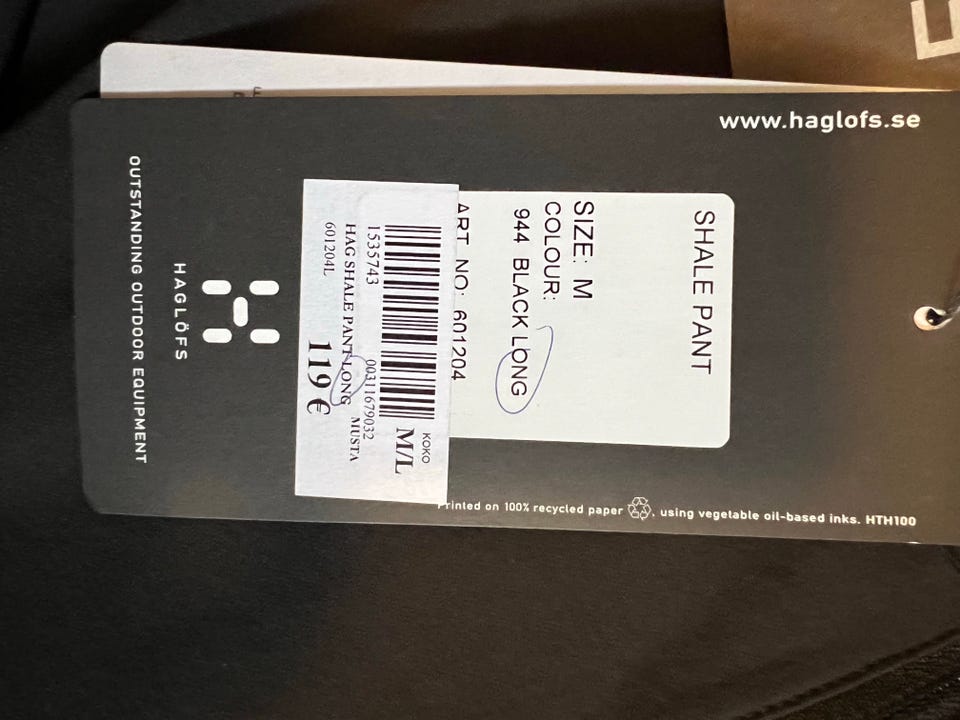 www.haglofs.se
SHALE PANT
SIZE: M
COLOUR:
944 BLACK LONG
ART NO: 601204
KOKO
M/L
1535743 00311679032
HAG SHALE PANT LONG MUSTA
601204L
119 €
HAGLÖFS
OUTSTANDING OUTDOOR EQUIPMENT
Printed on 100% recycled paper, using vegetable oil-based inks. HTH100